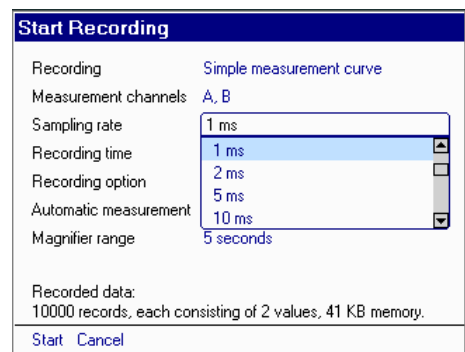 Start Recording
Recording Simple measurement curve
Measurement channels A, B
Sampling rate 1 ms
Recording time 1 ms
2 ms
Recording option 5 ms
Automatic measurement 10 ms
Magnifier range 5 seconds
Recorded data:
10000 records, each consisting of 2 values, 41 KB memory.
Start Cancel